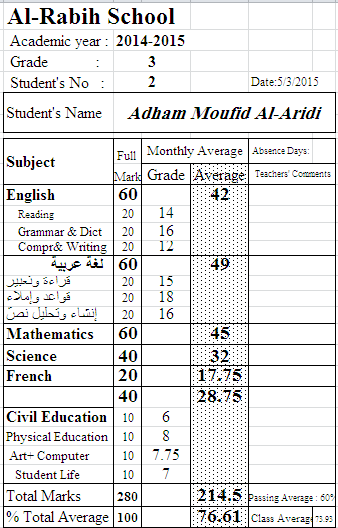 Al-Rabih School
Academic year : 2014-2015
Grade : 3
Student's No : 2 Date:5/3/2015
Student's Name Adham Moufid Al-Aridi
Subject Full Mark Monthly Average Absence Days:
Grade Average Teachers' Comments
English 60 42
Reading 20 14
Grammar & Dict 20 16
Compr& Writing 20 12
لغة عربية 60 49
قراءة وتعبير 20 15
قواعد وإملاء 20 18
إنشاء وتحليل نصّ 20 16
Mathematics 60 45
Science 40 32
French 20 17.75
40 28.75
Civil Education 10 6
Physical Education 10 8
Art+ Computer 10 7.75
Student Life 10 7
Total Marks 280 214.5 Passing Average : 60%
% Total Average 100 76.61 Class Average 73.93